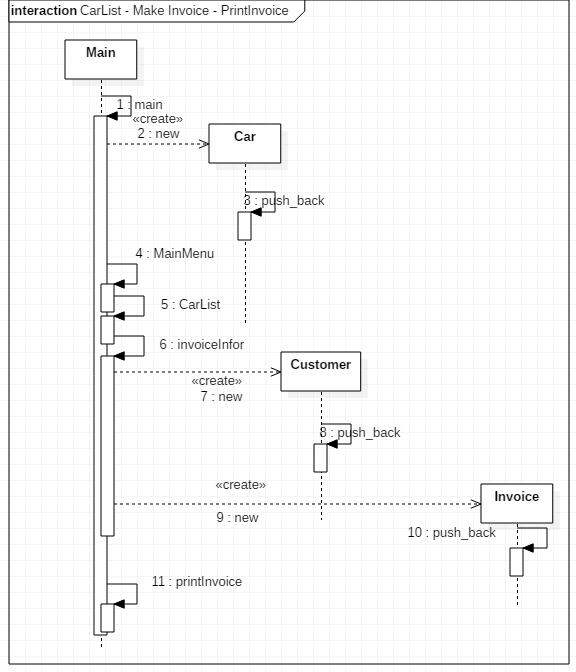 interaction CarList - Make Invoice - PrintInvoice
Main
1 : main
«create»
2 : new
Car
3 : push_back
4 : MainMenu
5 : CarList
6 : invoiceInfor
Customer
«create»
7 : new
8 : push_back
«create»
Invoice
9 : new
10 : push_back
11 : printInvoice